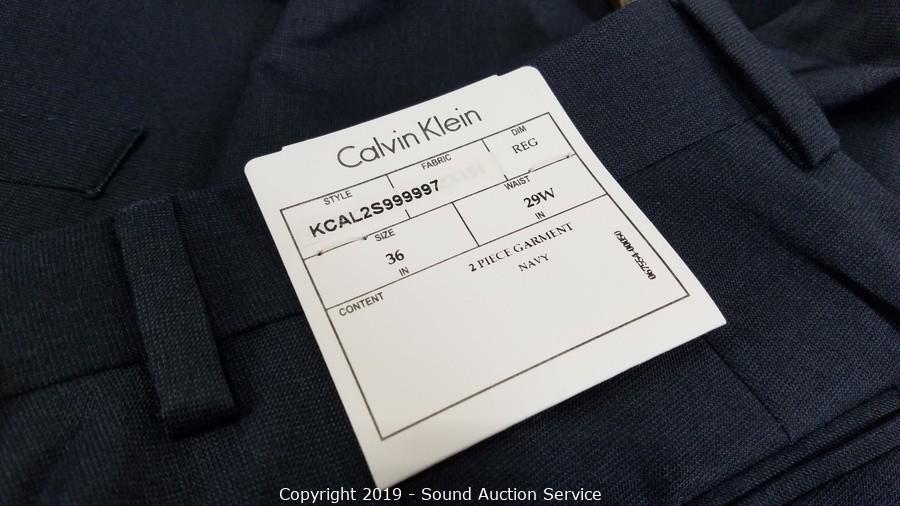 Calvin Klein
STYLE FABRIC DIM
KCAL2S999997 REG
SIZE WAIST
36 29W
IN IN
2 PIECE GARMENT
NAVY
CONTENT
Copyright 2019 - Sound Auction Service